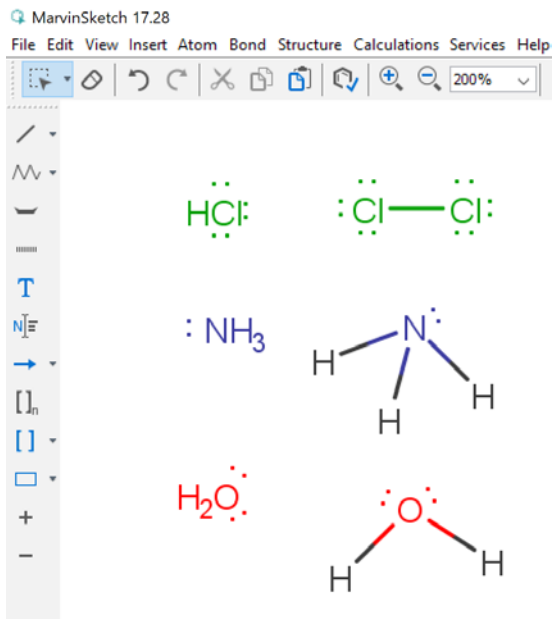 MarvinSketch 17.28
File Edit View Insert Atom Bond Structure Calculations Services Help
200%
T
N
[ ]n
[ ]
HCl
Cl Cl
NH3
N
H
H
H
H2O
O
H
H